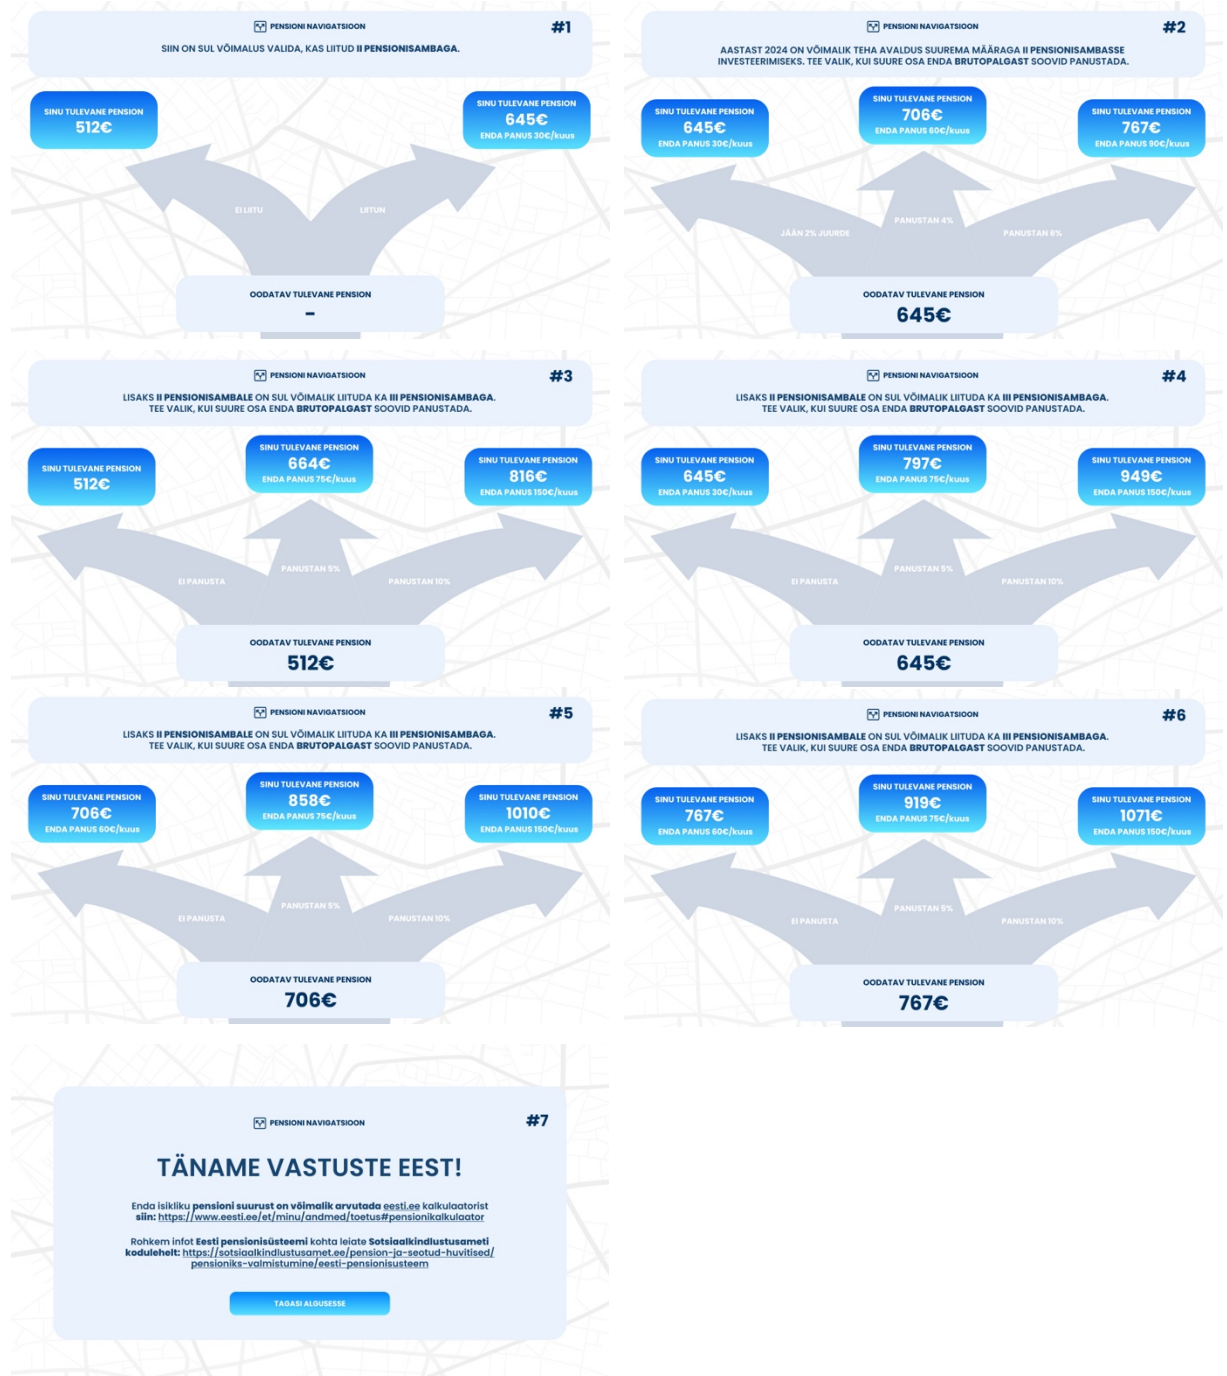 PENSIONI NAVIGATSIOON
#1
SIIN ON SUL VÕIMALUS VALIDA, KAS LIITUD II PENSIONISAMBAGA.
SINU TULEVANE PENSION
512€
SINU TULEVANE PENSION
645€
ENDA PANUS 30€/kuus
EI LIITU
LIITUN
OODATAV TULEVANE PENSION
-
PENSIONI NAVIGATSIOON
#2
AASTAST 2024 ON VÕIMALIK TEHA AVALDUS SUUREMA MÄÄRAGA II PENSIONISAMBASSE
INVESTEERIMISEKS. TEE VALIK, KUI SUURE OSA ENDA BRUTOPALGAST SOOVID PANUSTADA.
SINU TULEVANE PENSION
645€
ENDA PANUS 30€/kuus
SINU TULEVANE PENSION
706€
ENDA PANUS 60€/kuus
SINU TULEVANE PENSION
767€
ENDA PANUS 90€/kuus
JÄÄN 2% JUURDE
PANUSTAN 4%
PANUSTAN 6%
OODATAV TULEVANE PENSION
645€
PENSIONI NAVIGATSIOON
#3
LISAKS II PENSIONISAMBALE ON SUL VÕIMALIK LIITUDA KA III PENSIONISAMBAGA.
TEE VALIK, KUI SUURE OSA ENDA BRUTOPALGAST SOOVID PANUSTADA.
SINU TULEVANE PENSION
512€
SINU TULEVANE PENSION
664€
ENDA PANUS 75€/kuus
SINU TULEVANE PENSION
816€
ENDA PANUS 150€/kuus
EI PANUSTA
PANUSTAN 5%
PANUSTAN 10%
OODATAV TULEVANE PENSION
512€
PENSIONI NAVIGATSIOON
#4
LISAKS II PENSIONISAMBALE ON SUL VÕIMALIK LIITUDA KA III PENSIONISAMBAGA.
TEE VALIK, KUI SUURE OSA ENDA BRUTOPALGAST SOOVID PANUSTADA.
SINU TULEVANE PENSION
645€
ENDA PANUS 30€/kuus
SINU TULEVANE PENSION
797€
ENDA PANUS 75€/kuus
SINU TULEVANE PENSION
949€
ENDA PANUS 150€/kuus
EI PANUSTA
PANUSTAN 5%
PANUSTAN 10%
OODATAV TULEVANE PENSION
645€
PENSIONI NAVIGATSIOON
#5
LISAKS II PENSIONISAMBALE ON SUL VÕIMALIK LIITUDA KA III PENSIONISAMBAGA.
TEE VALIK, KUI SUURE OSA ENDA BRUTOPALGAST SOOVID PANUSTADA.
SINU TULEVANE PENSION
706€
ENDA PANUS 60€/kuus
SINU TULEVANE PENSION
858€
ENDA PANUS 75€/kuus
SINU TULEVANE PENSION
1010€
ENDA PANUS 150€/kuus
EI PANUSTA
PANUSTAN 5%
PANUSTAN 10%
OODATAV TULEVANE PENSION
706€
PENSIONI NAVIGATSIOON
#6
LISAKS II PENSIONISAMBALE ON SUL VÕIMALIK LIITUDA KA III PENSIONISAMBAGA.
TEE VALIK, KUI SUURE OSA ENDA BRUTOPALGAST SOOVID PANUSTADA.
SINU TULEVANE PENSION
767€
ENDA PANUS 60€/kuus
SINU TULEVANE PENSION
919€
ENDA PANUS 75€/kuus
SINU TULEVANE PENSION
1071€
ENDA PANUS 150€/kuus
EI PANUSTA
PANUSTAN 5%
PANUSTAN 10%
OODATAV TULEVANE PENSION
767€
PENSIONI NAVIGATSIOON
#7
TÄNAME VASTUSTE EEST!
Enda isikliku pensioni suurust on võimalik arvutada eesti.ee kalkulaatorist
siin: https://www.eesti.ee/et/minu/andmed/toetus#pensionikalkulaator
Rohkem infot Eesti pensionisüsteemi kohta leiate Sotsiaalkindlustusameti
kodulehelt: https://sotsiaalkindlustusamet.ee/pension-ja-seotud-huvitised/
pensioniks-valmistumine/eesti-pensionisusteem
TAGASI ALGUSESSE